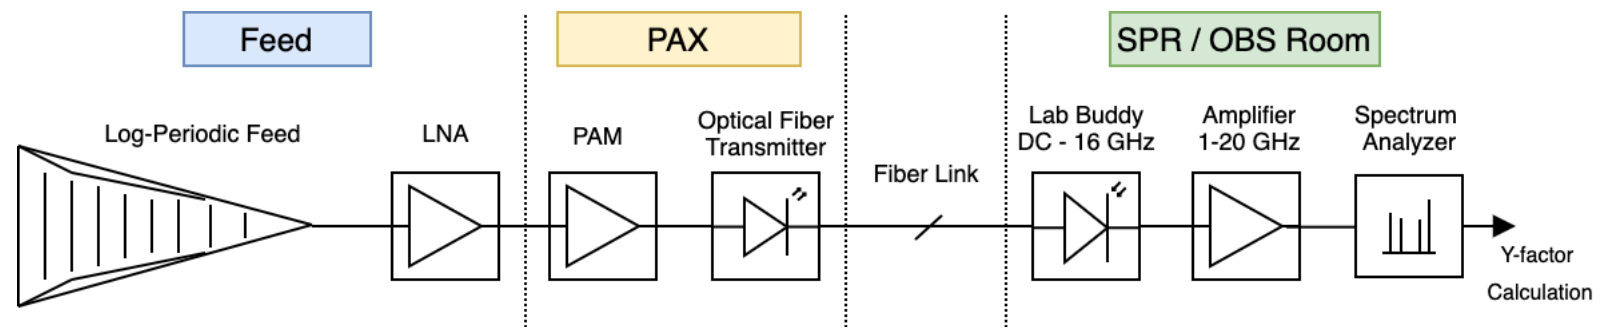 Feed
PAX
SPR / OBS Room
Log-Periodic Feed
LNA
PAM
Optical Fiber
Transmitter
Fiber Link
Lab Buddy
DC - 16 GHz
Amplifier
1-20 GHz
Spectrum
Analyzer
Y-factor
Calculation